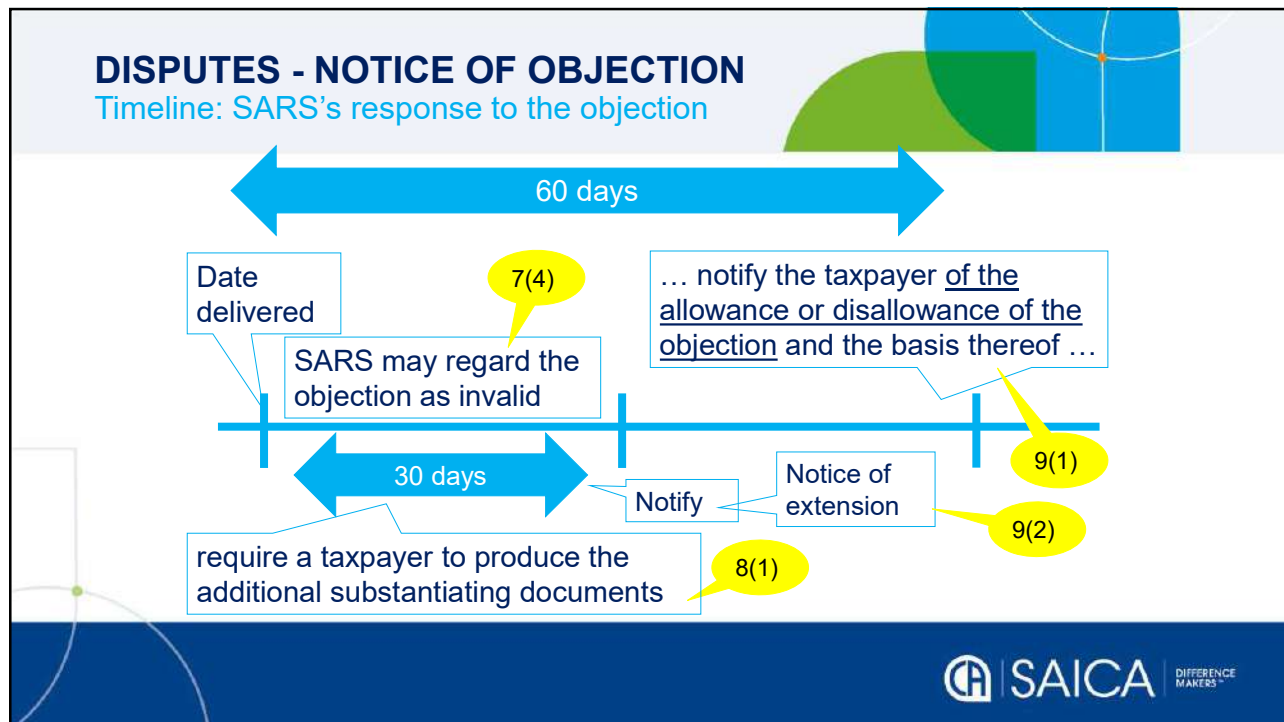 DISPUTES - NOTICE OF OBJECTION
Timeline: SARS’s response to the objection
60 days
Date
delivered
7(4)
SARS may regard the
objection as invalid
… notify the taxpayer of the
allowance or disallowance of the
objection and the basis thereof …
9(1)
30 days
Notify
Notice of
extension
9(2)
require a taxpayer to produce the
additional substantiating documents
8(1)
CA SAICA DIFFERENCE
MAKERS™